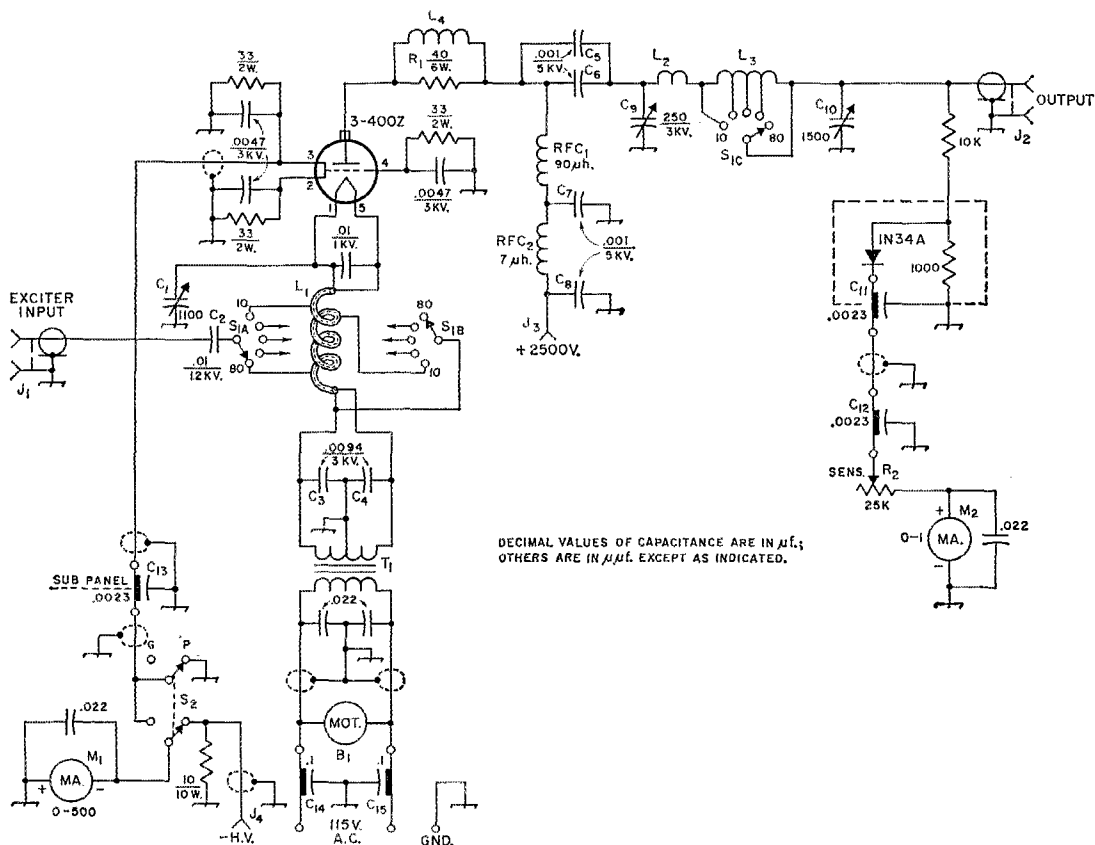 L4
R1
40
6W.
33
2W.
.0047
3KV.
33
2W.
3-400Z
3
2
4
1
5
33
2W.
.0047
3KV.
.01
1KV.
.001
5KV.
C5
C6
L2
L3
C9
250
3KV.
10
80
S1C
C10
1500
OUTPUT
J2
10K
RFC1
90μh.
C7
.001
5KV.
RFC2
7μh.
C8
J3
+2500V.
1N34A
1000
C11
.0023
C12
.0023
SENS.
R2
25K
+
M2
0-1
MA.
-
.022
EXCITER
INPUT
J1
C1
1100
C2
.01
1.2KV.
S1A
10
80
L1
80
S1B
10
.0094
3KV.
C3
C4
T1
.022
MOT.
B1
.1
.1
C14
C15
115V.
A.C.
GND.
DECIMAL VALUES OF CAPACITANCE ARE IN μf.;
OTHERS ARE IN μμf. EXCEPT AS INDICATED.
SUB PANEL
C13
.0023
G
P
S2
.022
M1
+
MA.
-
0-500
10
10W.
J4
-H.V.